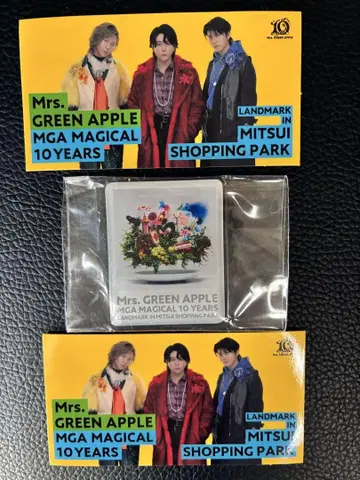 Mrs.
GREEN APPLE
MGA MAGICAL
10 YEARS
LANDMARK
IN
MITSUI
SHOPPING PARK
Mrs. GREEN APPLE
MGA MAGICAL 10 YEARS
LANDMARK IN MITSUI SHOPPING PARK
Mrs.
GREEN APPLE
MGA MAGICAL
10 YEARS
LANDMARK
IN
MITSUI
SHOPPING PARK